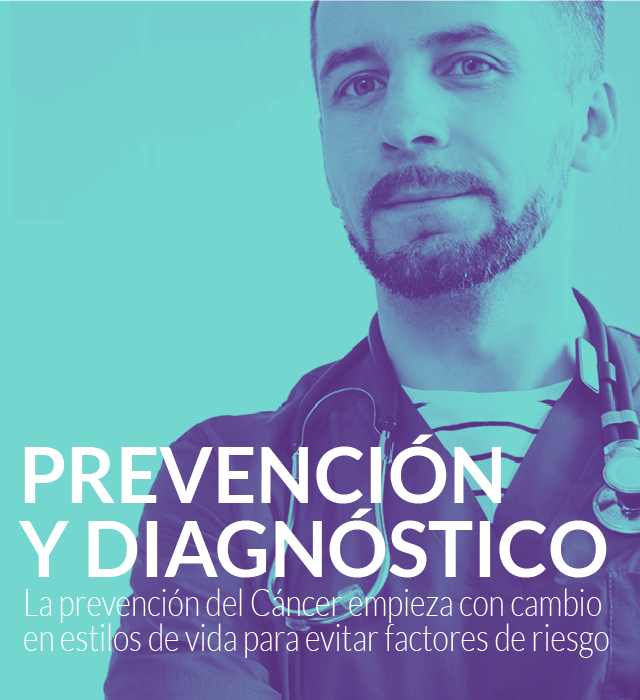 PREVENCIÓN
Y DIAGNÓSTICO
La prevención del Cáncer empieza con cambio
en estilos de vida para evitar factores de riesgo